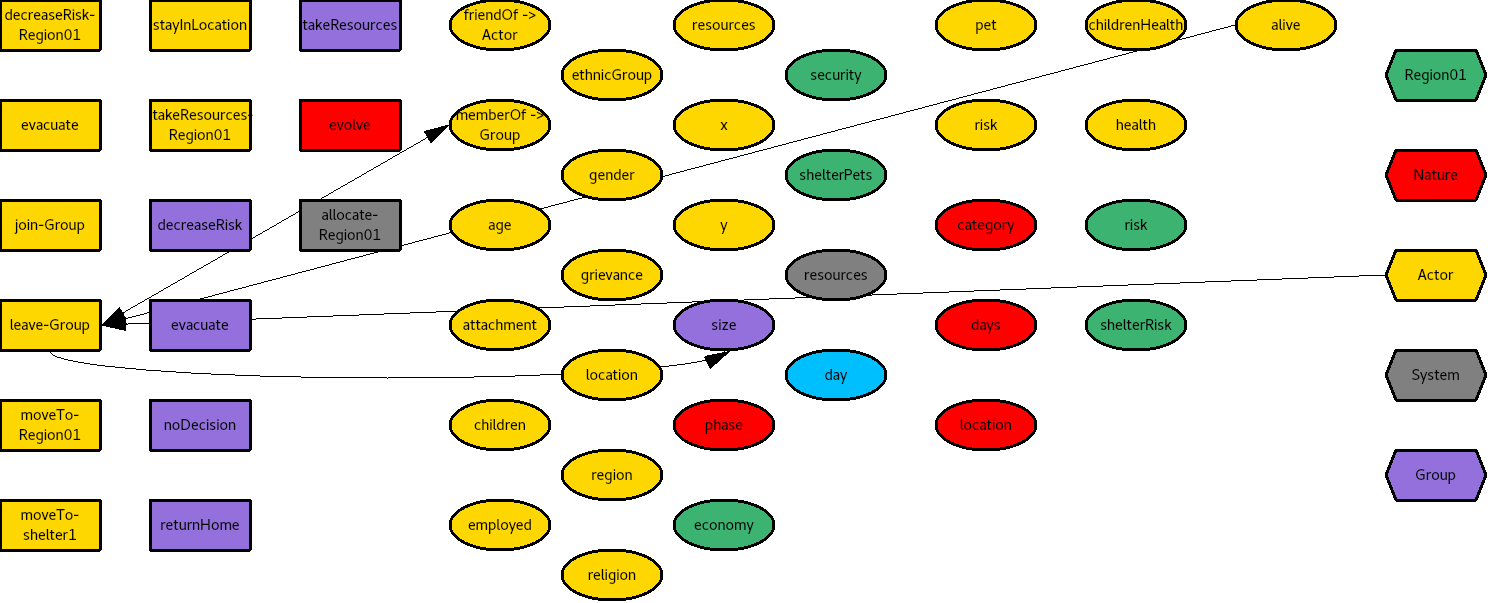 decreaseRisk-
Region01
stayInLocation
takeResources
friendOf ->
Actor
resources
pet
childrenHealth
alive
ethnicGroup
security
Region01
evacuate
takeResources-
Region01
evolve
memberOf ->
Group
x
risk
health
gender
shelterPets
Nature
join-Group
decreaseRisk
allocate-
Region01
age
y
category
risk
grievance
resources
Actor
leave-Group
evacuate
attachment
size
days
shelterRisk
location
day
System
moveTo-
Region01
noDecision
children
phase
location
region
Group
moveTo-
shelter1
returnHome
employed
economy
religion